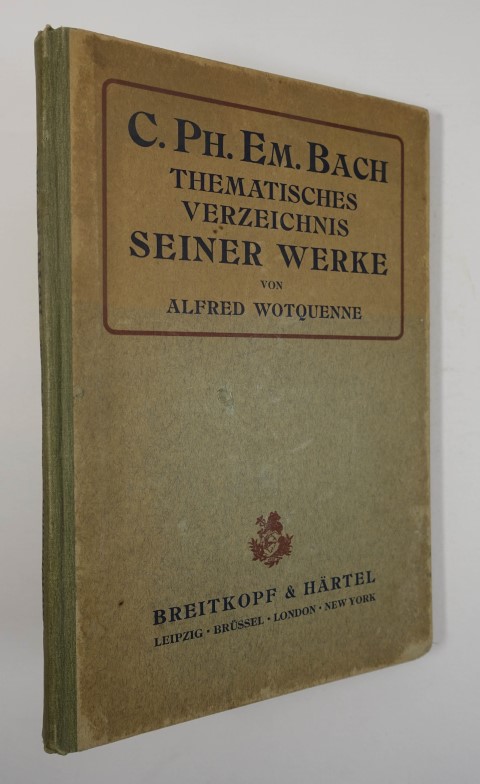 C. PH. EM. BACH
THEMATISCHES
VERZEICHNIS
SEINER WERKE
VON
ALFRED WOTQUENNE
BREITKOPF & HÄRTEL
LEIPZIG · BRÜSSEL · LONDON · NEW YORK